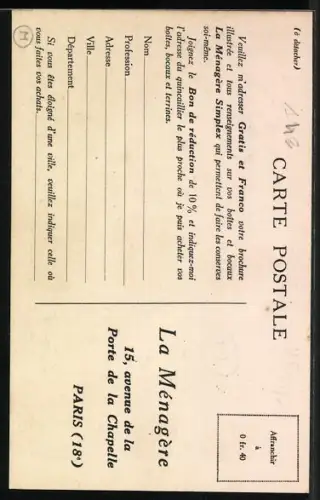 (à détacher)
CARTE POSTALE
Veuillez m'adresser Gratis et Franco votre brochure
illustrée et tous renseignements sur vos boîtes et bocaux
La Ménagère Simplex qui permettent de faire les conserves
soi-même.
Joignez le Bon de réduction de 10 % et indiquez-moi
l'adresse du quincaillier le plus proche où je puis acheter vos
boîtes, bocaux et terrines.
Nom
Profession
Adresse
Ville
Département
Si vous êtes éloigné d'une ville, veuillez indiquer celle où
vous faites vos achats.
M
Affranchir
à
0 fr. 40
La Ménagère
15, avenue de la
Porte de la Chapelle
PARIS (18e)